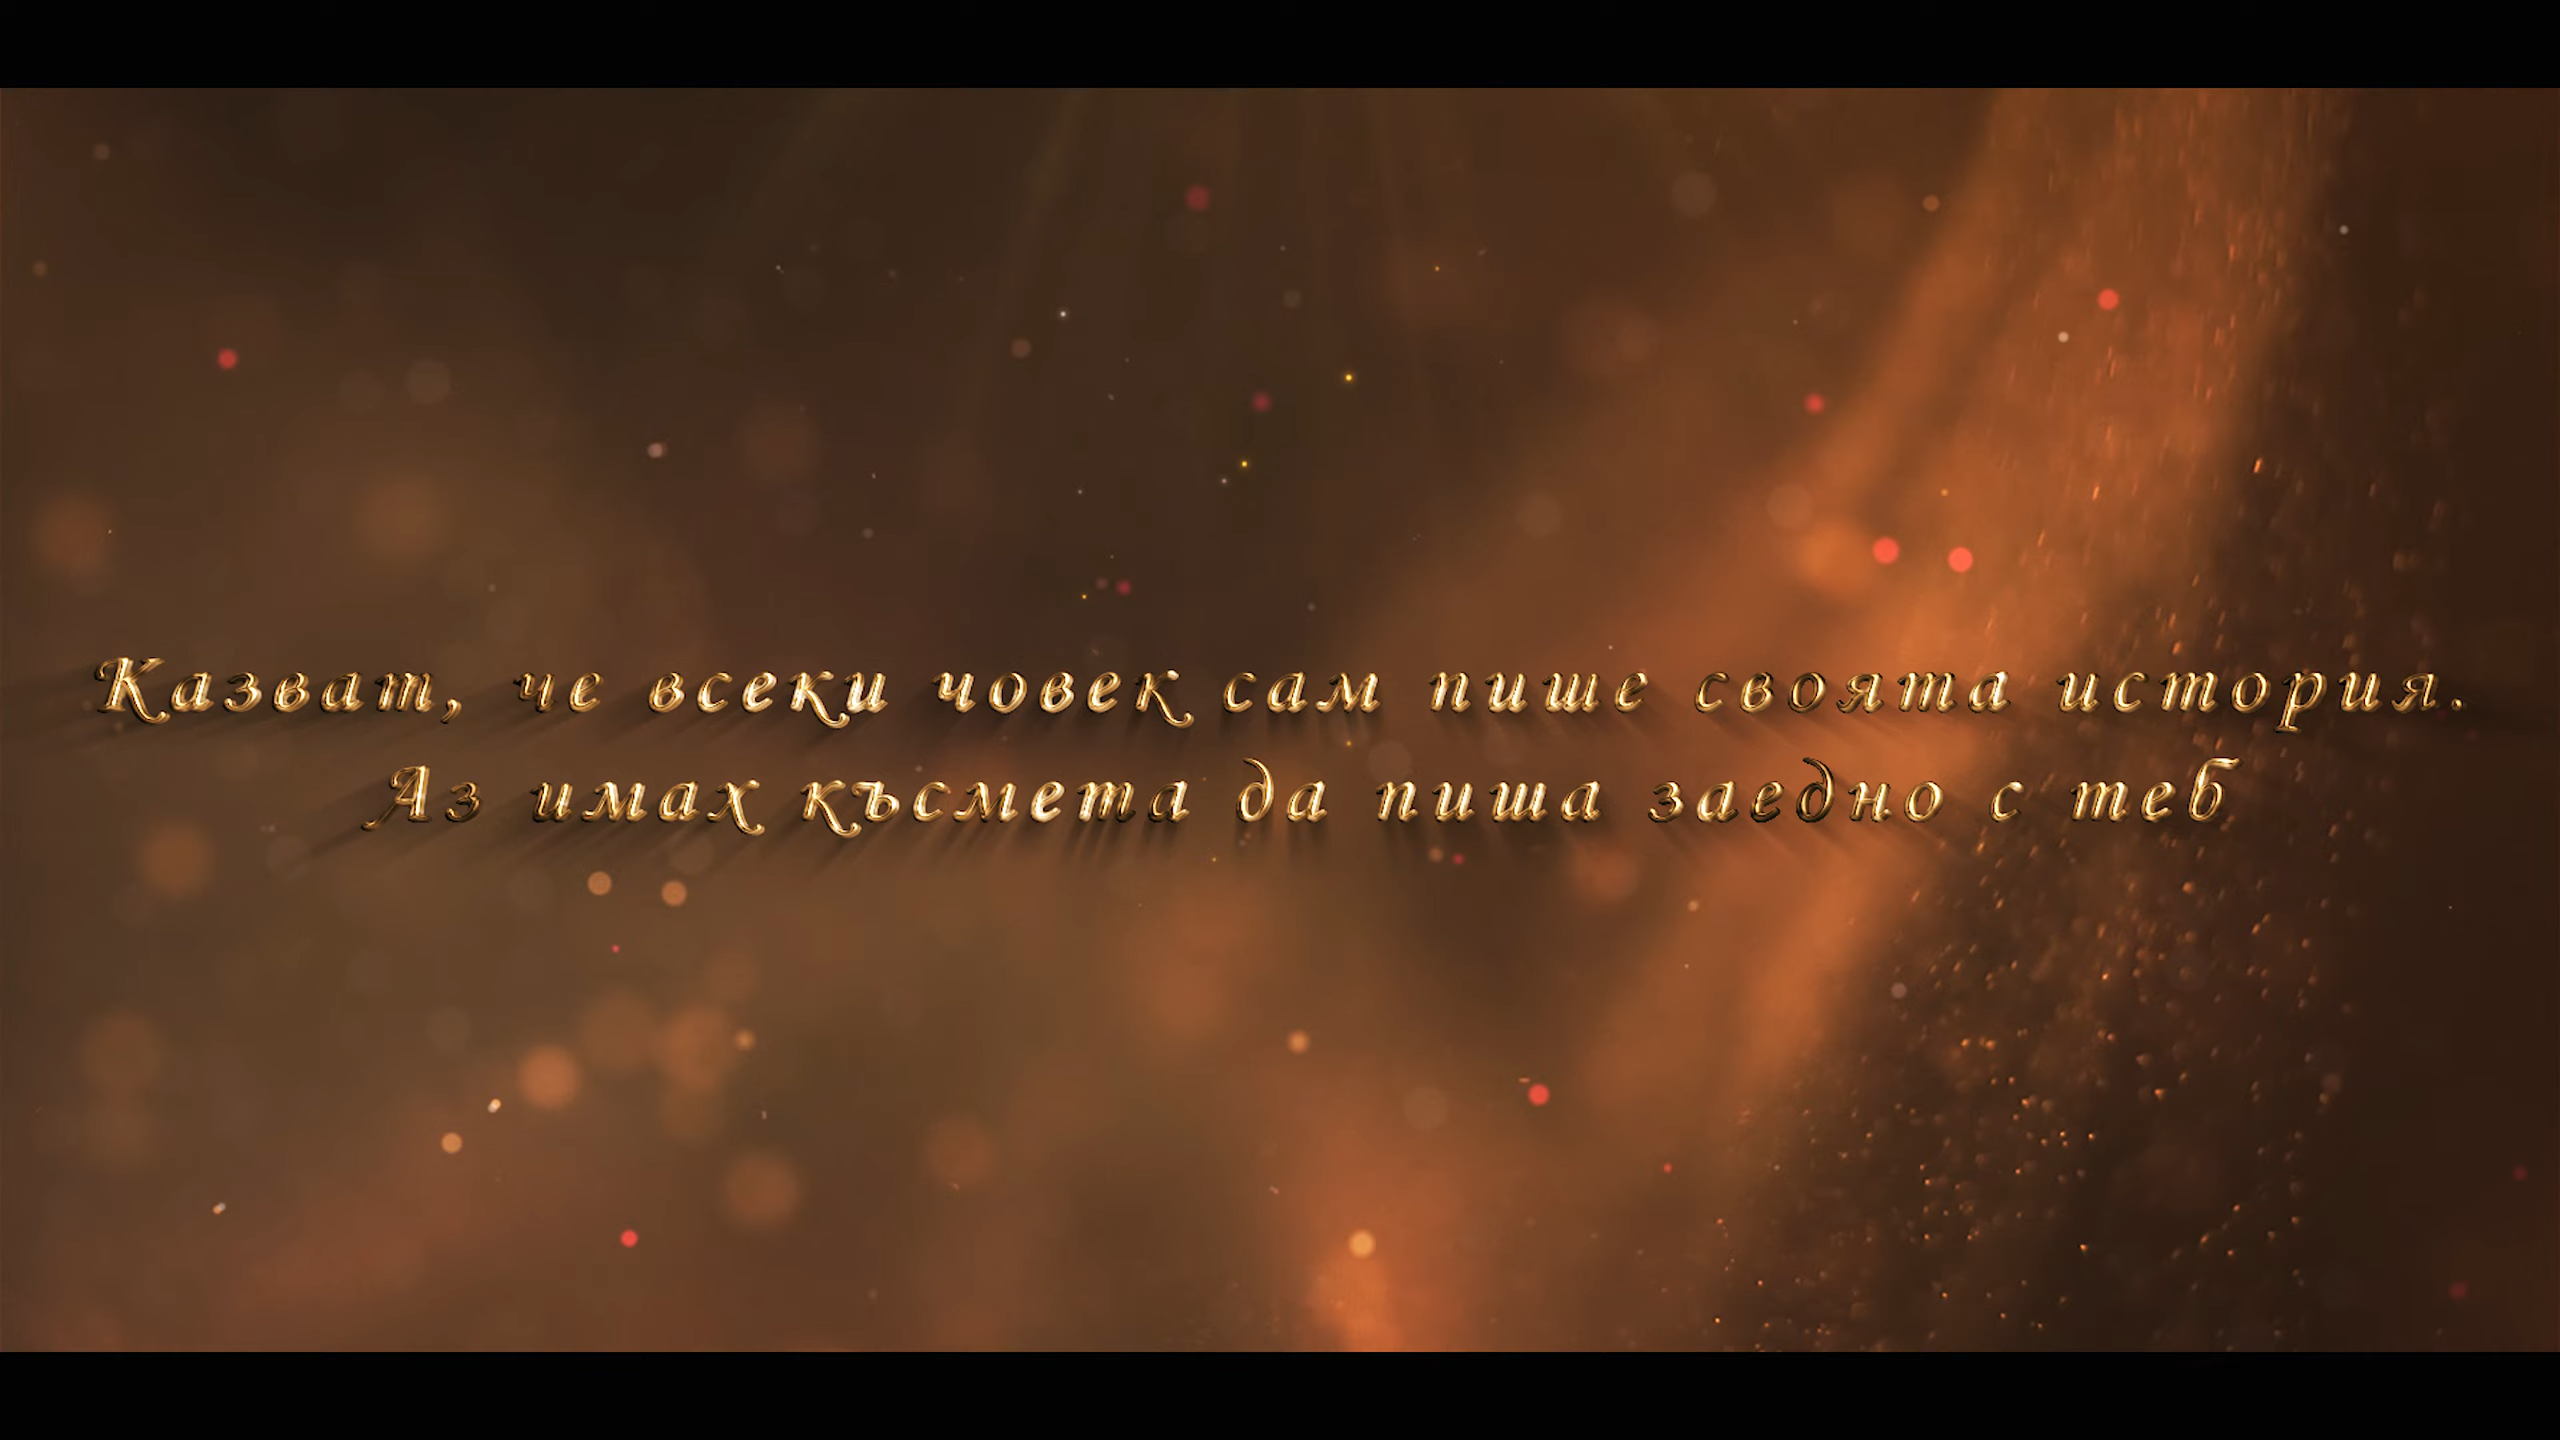 Казват, че всеки човек сам пише своята история.
Аз имах късмета да пиша заедно с теб